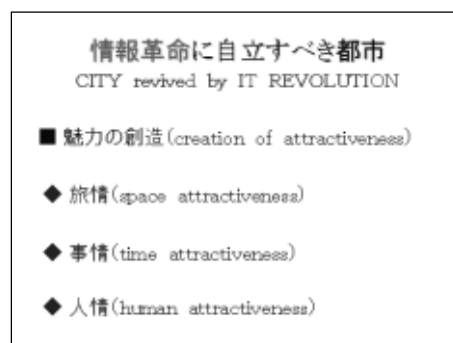 情報革命に自立すべき都市
CITY revived by IT REVOLUTION
■ 魅力の創造(creation of attractiveness)
◆ 旅情(space attractiveness)
◆ 事情(time attractiveness)
◆ 人情(human attractiveness)